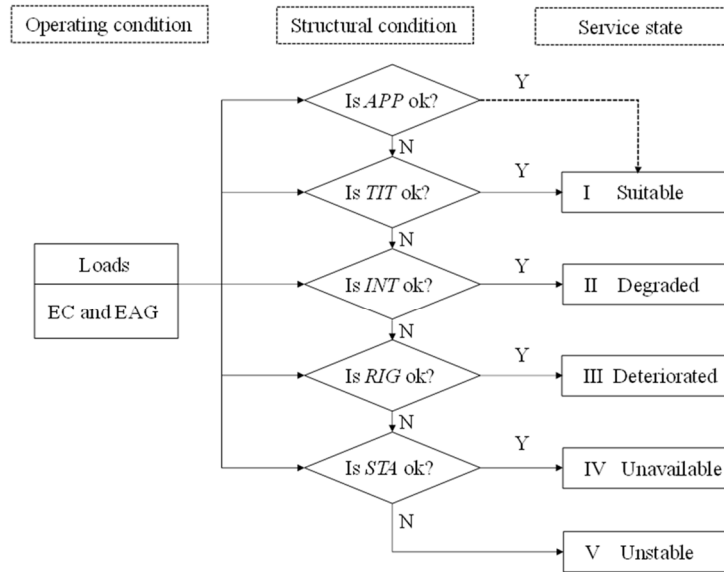 Operating condition
Structural condition
Service state
Is APP ok?
Y
N
Is TIT ok?
Y
I Suitable
N
Loads
EC and EAG
Is INT ok?
Y
II Degraded
N
Is RIG ok?
Y
III Deteriorated
N
Is STA ok?
Y
IV Unavailable
N
V Unstable